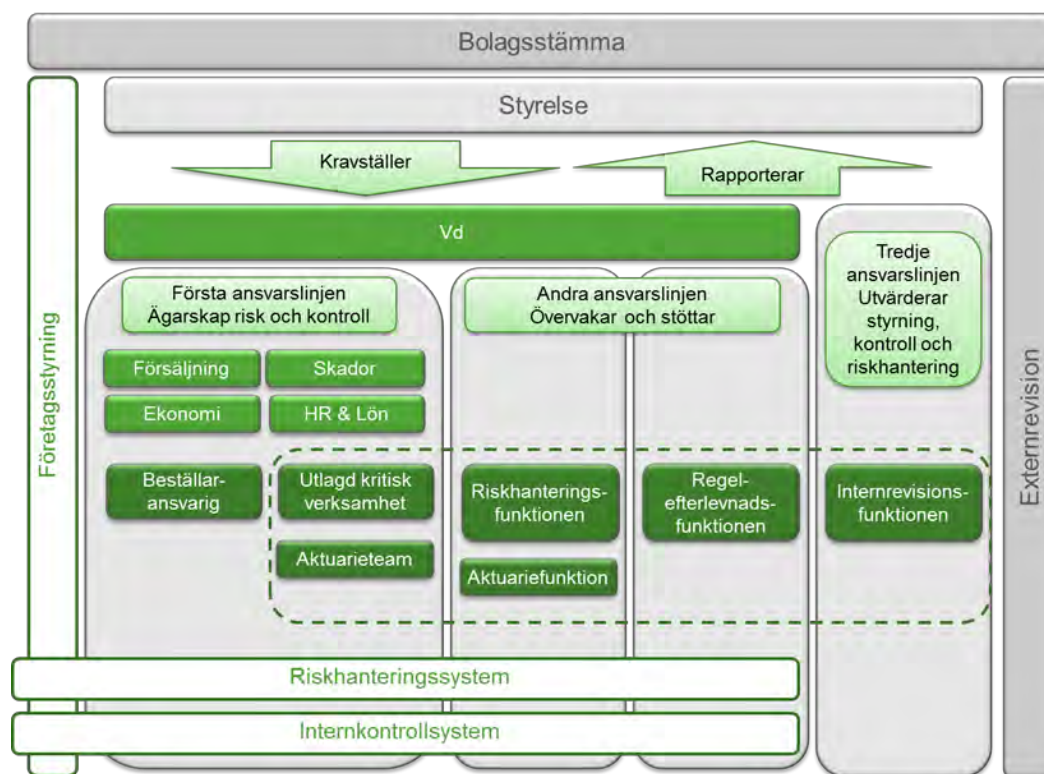 Bolagsstämma
Styrelse
Kravställer
Rapporterar
Vd
Första ansvarslinjen
Ägarskap risk och kontroll
Andra ansvarslinjen
Övervakar och stöttar
Tredje
ansvarslinjen
Utvärderar
styrning,
kontroll och
riskhantering
Försäljning
Skador
Ekonomi
HR & Lön
Beställar-
ansvarig
Utlagd kritisk
verksamhet
Riskhanterings-
funktionen
Regel-
efterlevnads-
funktionen
Internrevisions-
funktionen
Aktuarieteam
Aktuariefunktion
Riskhanteringssystem
Internkontrollsystem
Företagsstyrning
Externrevision